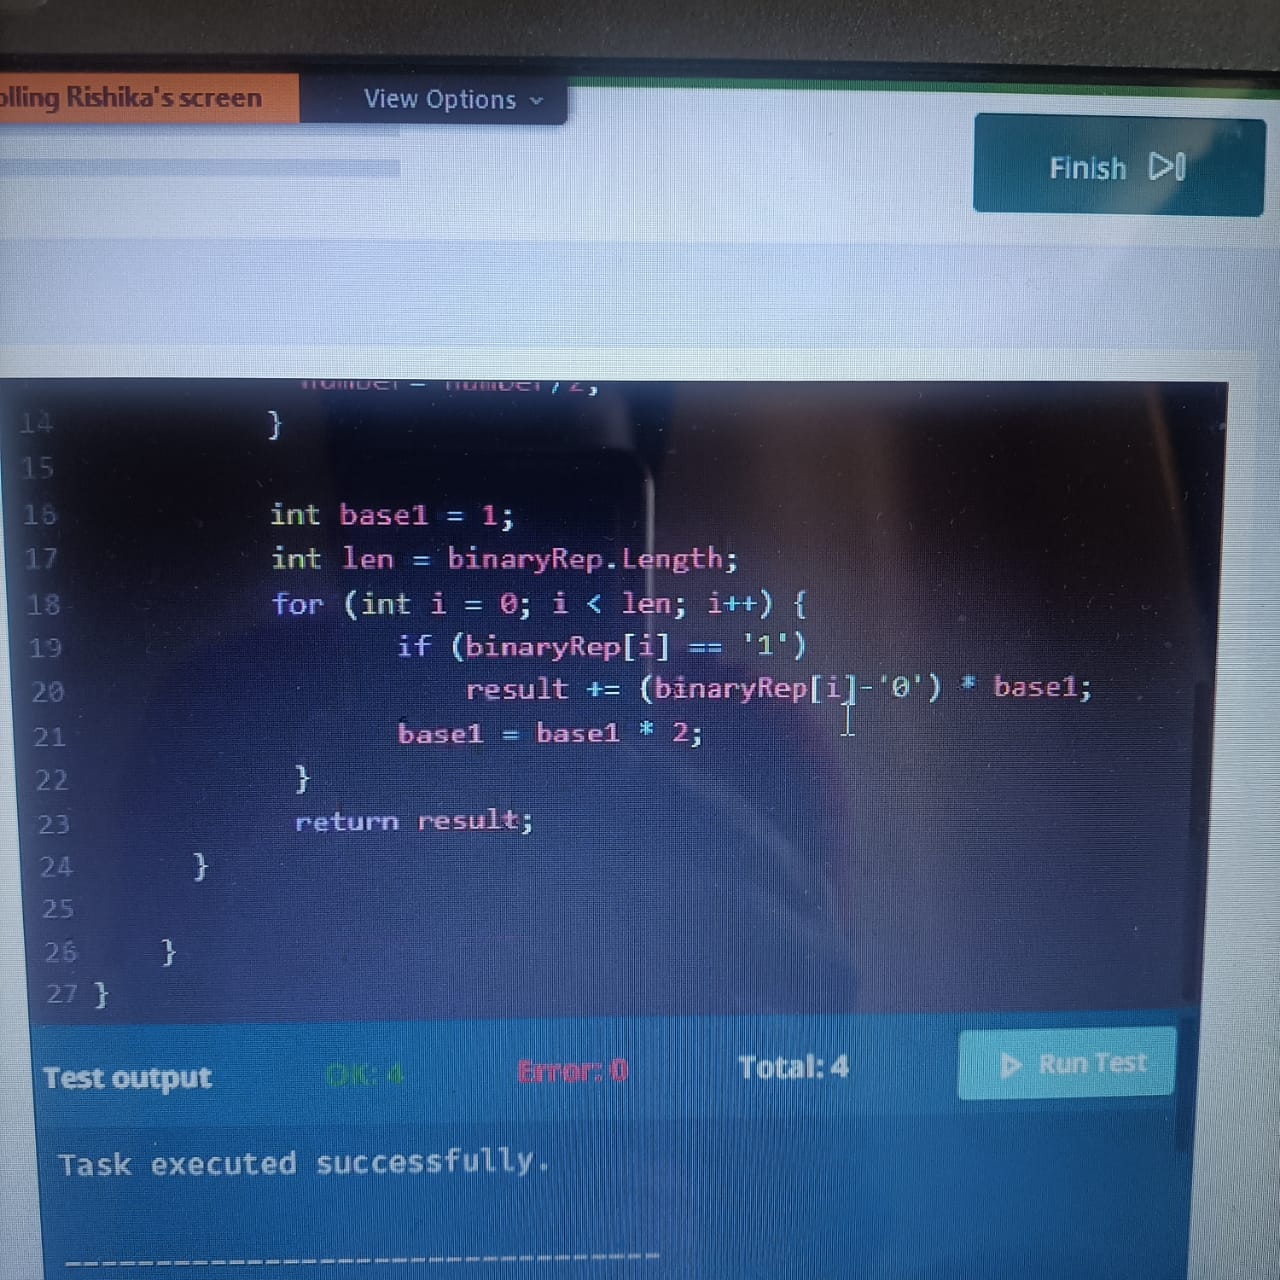 olling Rishika's screen
View Options
Finish
number = number/2;
14 }
15
16 int base1 = 1;
17 int len = binaryRep.Length;
18 for (int i = 0; i < len; i++) {
19 if (binaryRep[i] == '1')
20 result += (binaryRep[i]-'0') * base1;
21 base1 = base1 * 2;
22 }
23 return result;
24 }
25
26 }
27 }
Test output OK: 4 Error: 0 Total: 4 Run Test
Task executed successfully.
---------------------------------